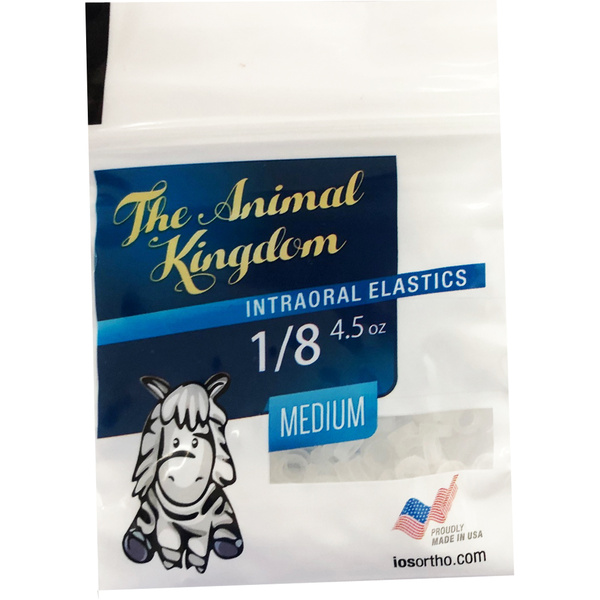 The Animal
Kingdom
INTRAORAL ELASTICS
1/8 4.5 oz
MEDIUM
PROUDLY
MADE IN USA
iosortho.com